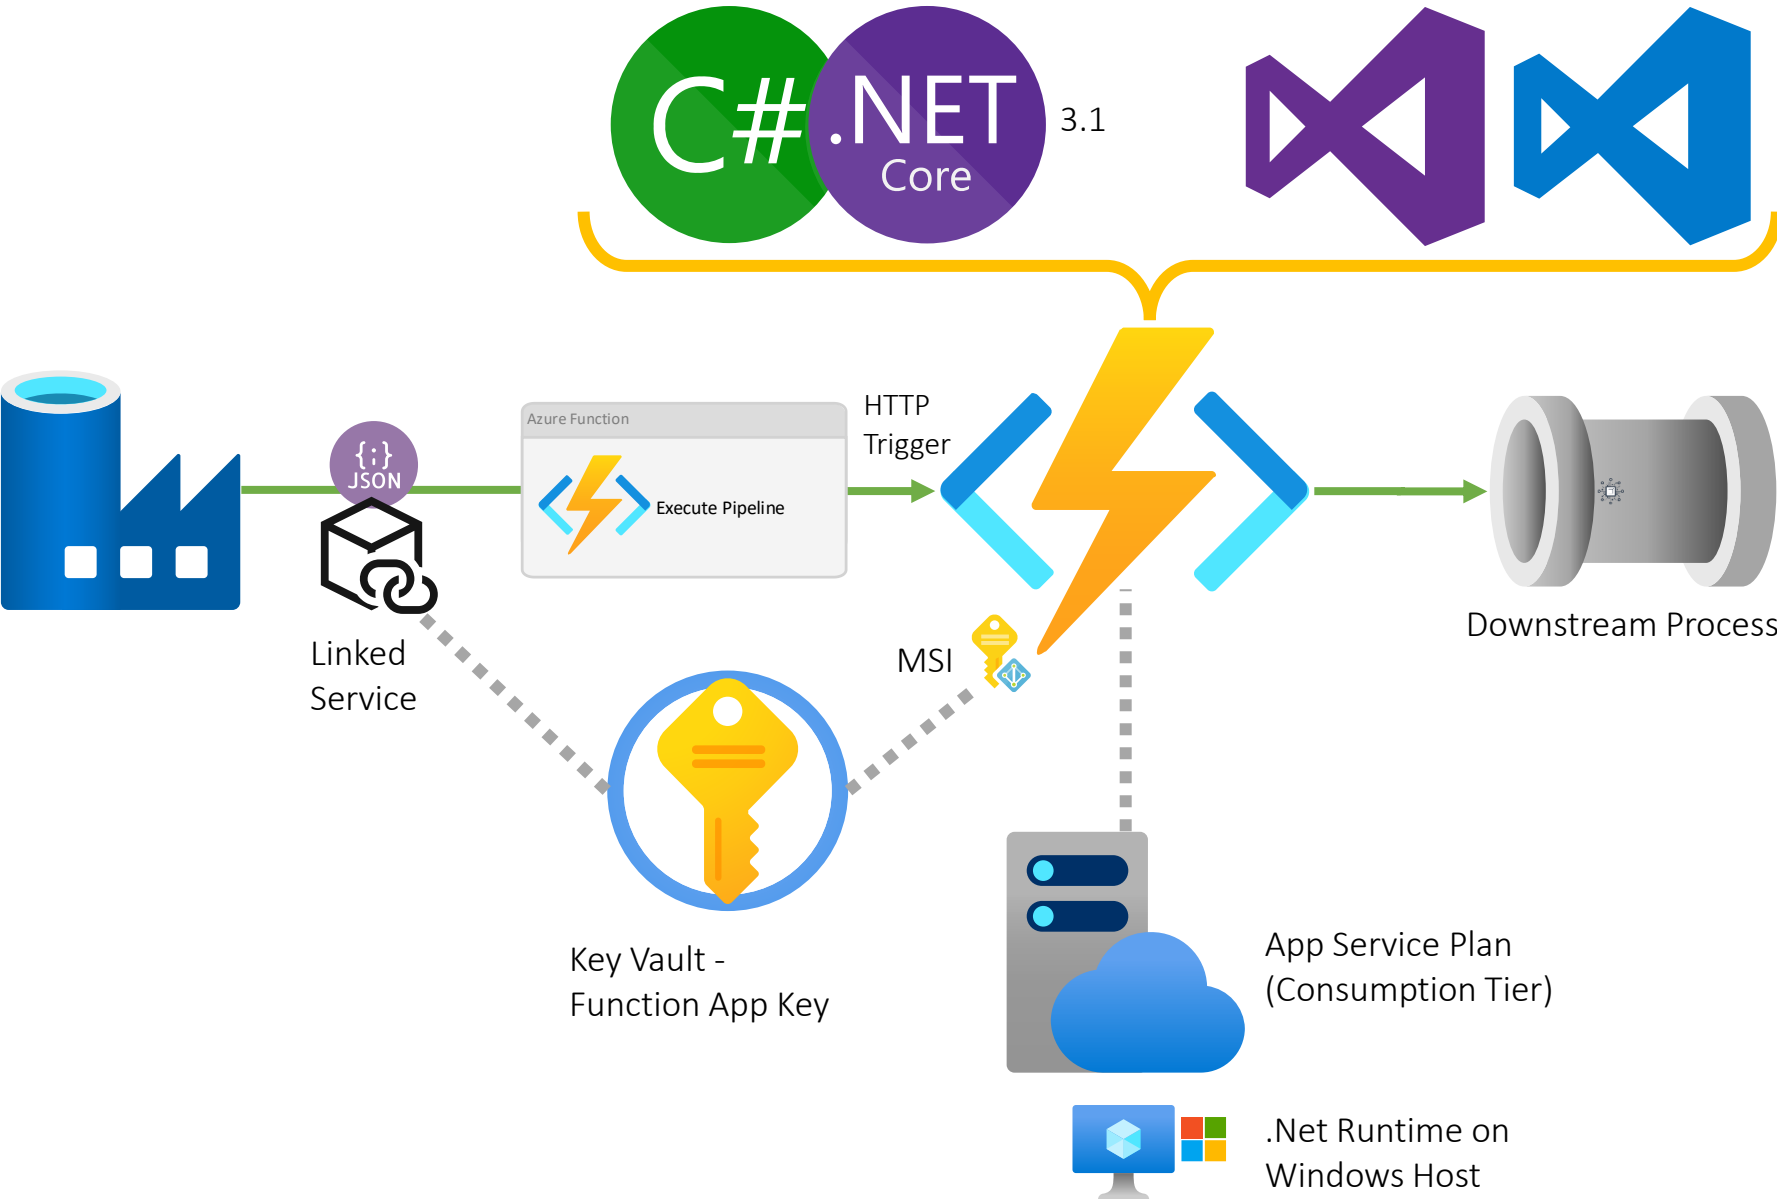 C#
.NET
Core
3.1
HTTP
Trigger
Azure Function
{;}
JSON
Execute Pipeline
Linked
Service
MSI
Downstream Process
Key Vault -
Function App Key
App Service Plan
(Consumption Tier)
.Net Runtime on
Windows Host